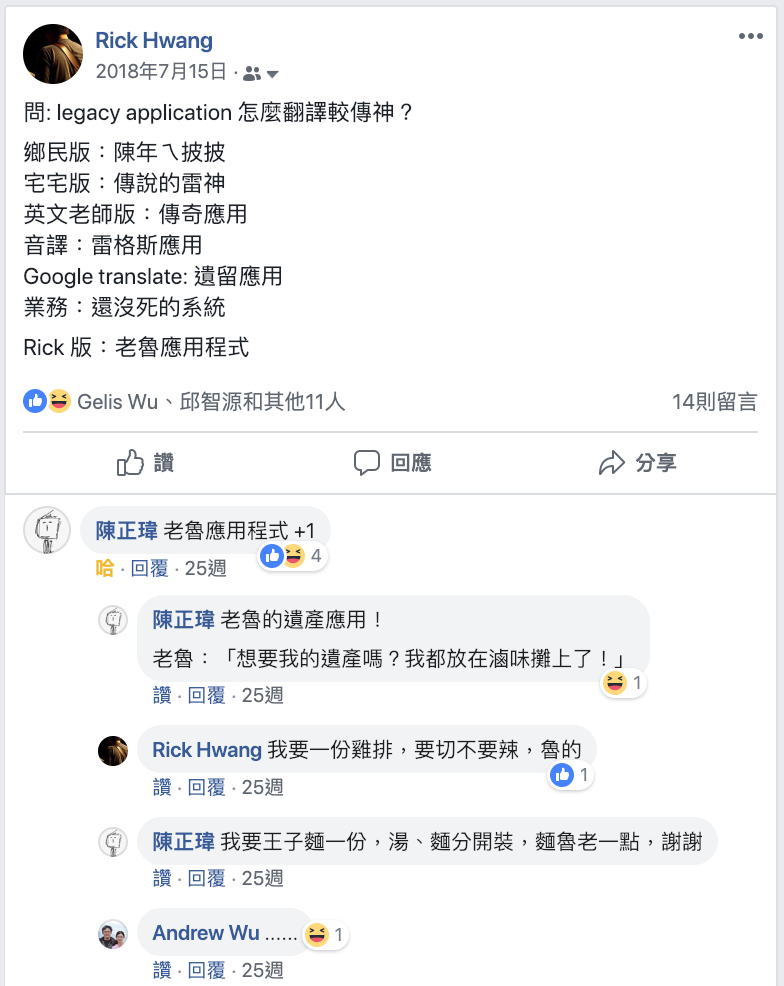 Rick Hwang
2018年7月15日 ·
問: legacy application 怎麼翻譯較傳神？
鄉民版：陳年ㄟ披披
宅宅版：傳說的雷神
英文老師版：傳奇應用
音譯：雷格斯應用
Google translate: 遺留應用
業務：還沒死的系統
Rick 版：老魯應用程式
Gelis Wu、邱智源和其他11人 14則留言
讚 回應 分享
陳正瑋 老魯應用程式 +1
4
哈 · 回覆 · 25週
陳正瑋 老魯的遺產應用！
老魯：「想要我的遺產嗎？我都放在滷味攤上了！」
1
讚 · 回覆 · 25週
Rick Hwang 我要一份雞排，要切不要辣，魯的
1
讚 · 回覆 · 25週
陳正瑋 我要王子麵一份，湯、麵分開裝，麵魯老一點，謝謝
讚 · 回覆 · 25週
Andrew Wu ...... 1
讚 · 回覆 · 25週